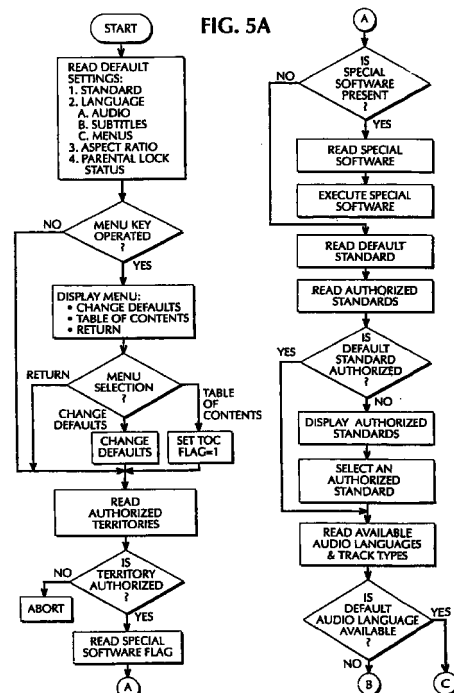 FIG. 5A
START
READ DEFAULT
SETTINGS:
1. STANDARD
2. LANGUAGE
A. AUDIO
B. SUBTITLES
C. MENUS
3. ASPECT RATIO
4. PARENTAL LOCK
STATUS
NO
MENU KEY
OPERATED
?
YES
DISPLAY MENU:
• CHANGE DEFAULTS
• TABLE OF CONTENTS
• RETURN
RETURN
MENU
SELECTION
?
TABLE
OF
CONTENTS
CHANGE
DEFAULTS
CHANGE
DEFAULTS
SET TOC
FLAG=1
READ
AUTHORIZED
TERRITORIES
NO
IS
TERRITORY
AUTHORIZED
?
ABORT
YES
READ SPECIAL
SOFTWARE FLAG
A
A
NO
IS
SPECIAL
SOFTWARE
PRESENT
?
YES
READ SPECIAL
SOFTWARE
EXECUTE SPECIAL
SOFTWARE
READ DEFAULT
STANDARD
READ AUTHORIZED
STANDARDS
YES
IS
DEFAULT
STANDARD
AUTHORIZED
?
NO
DISPLAY AUTHORIZED
STANDARDS
SELECT AN
AUTHORIZED
STANDARD
READ AVAILABLE
AUDIO LANGUAGES
& TRACK TYPES
IS
DEFAULT
AUDIO LANGUAGE
AVAILABLE
?
YES
NO
B
C